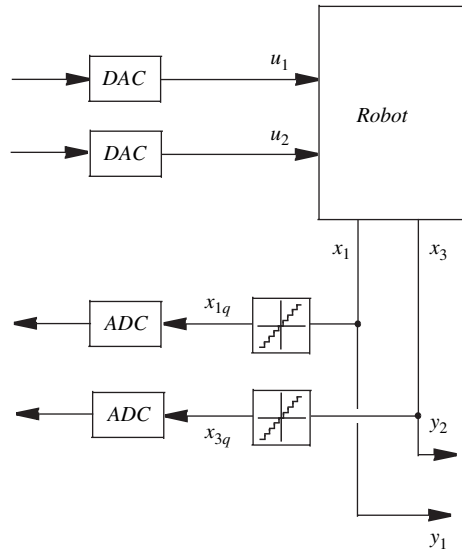 u1
DAC
Robot
u2
DAC
x1
x3
x1q
ADC
ADC
x3q
y2
y1